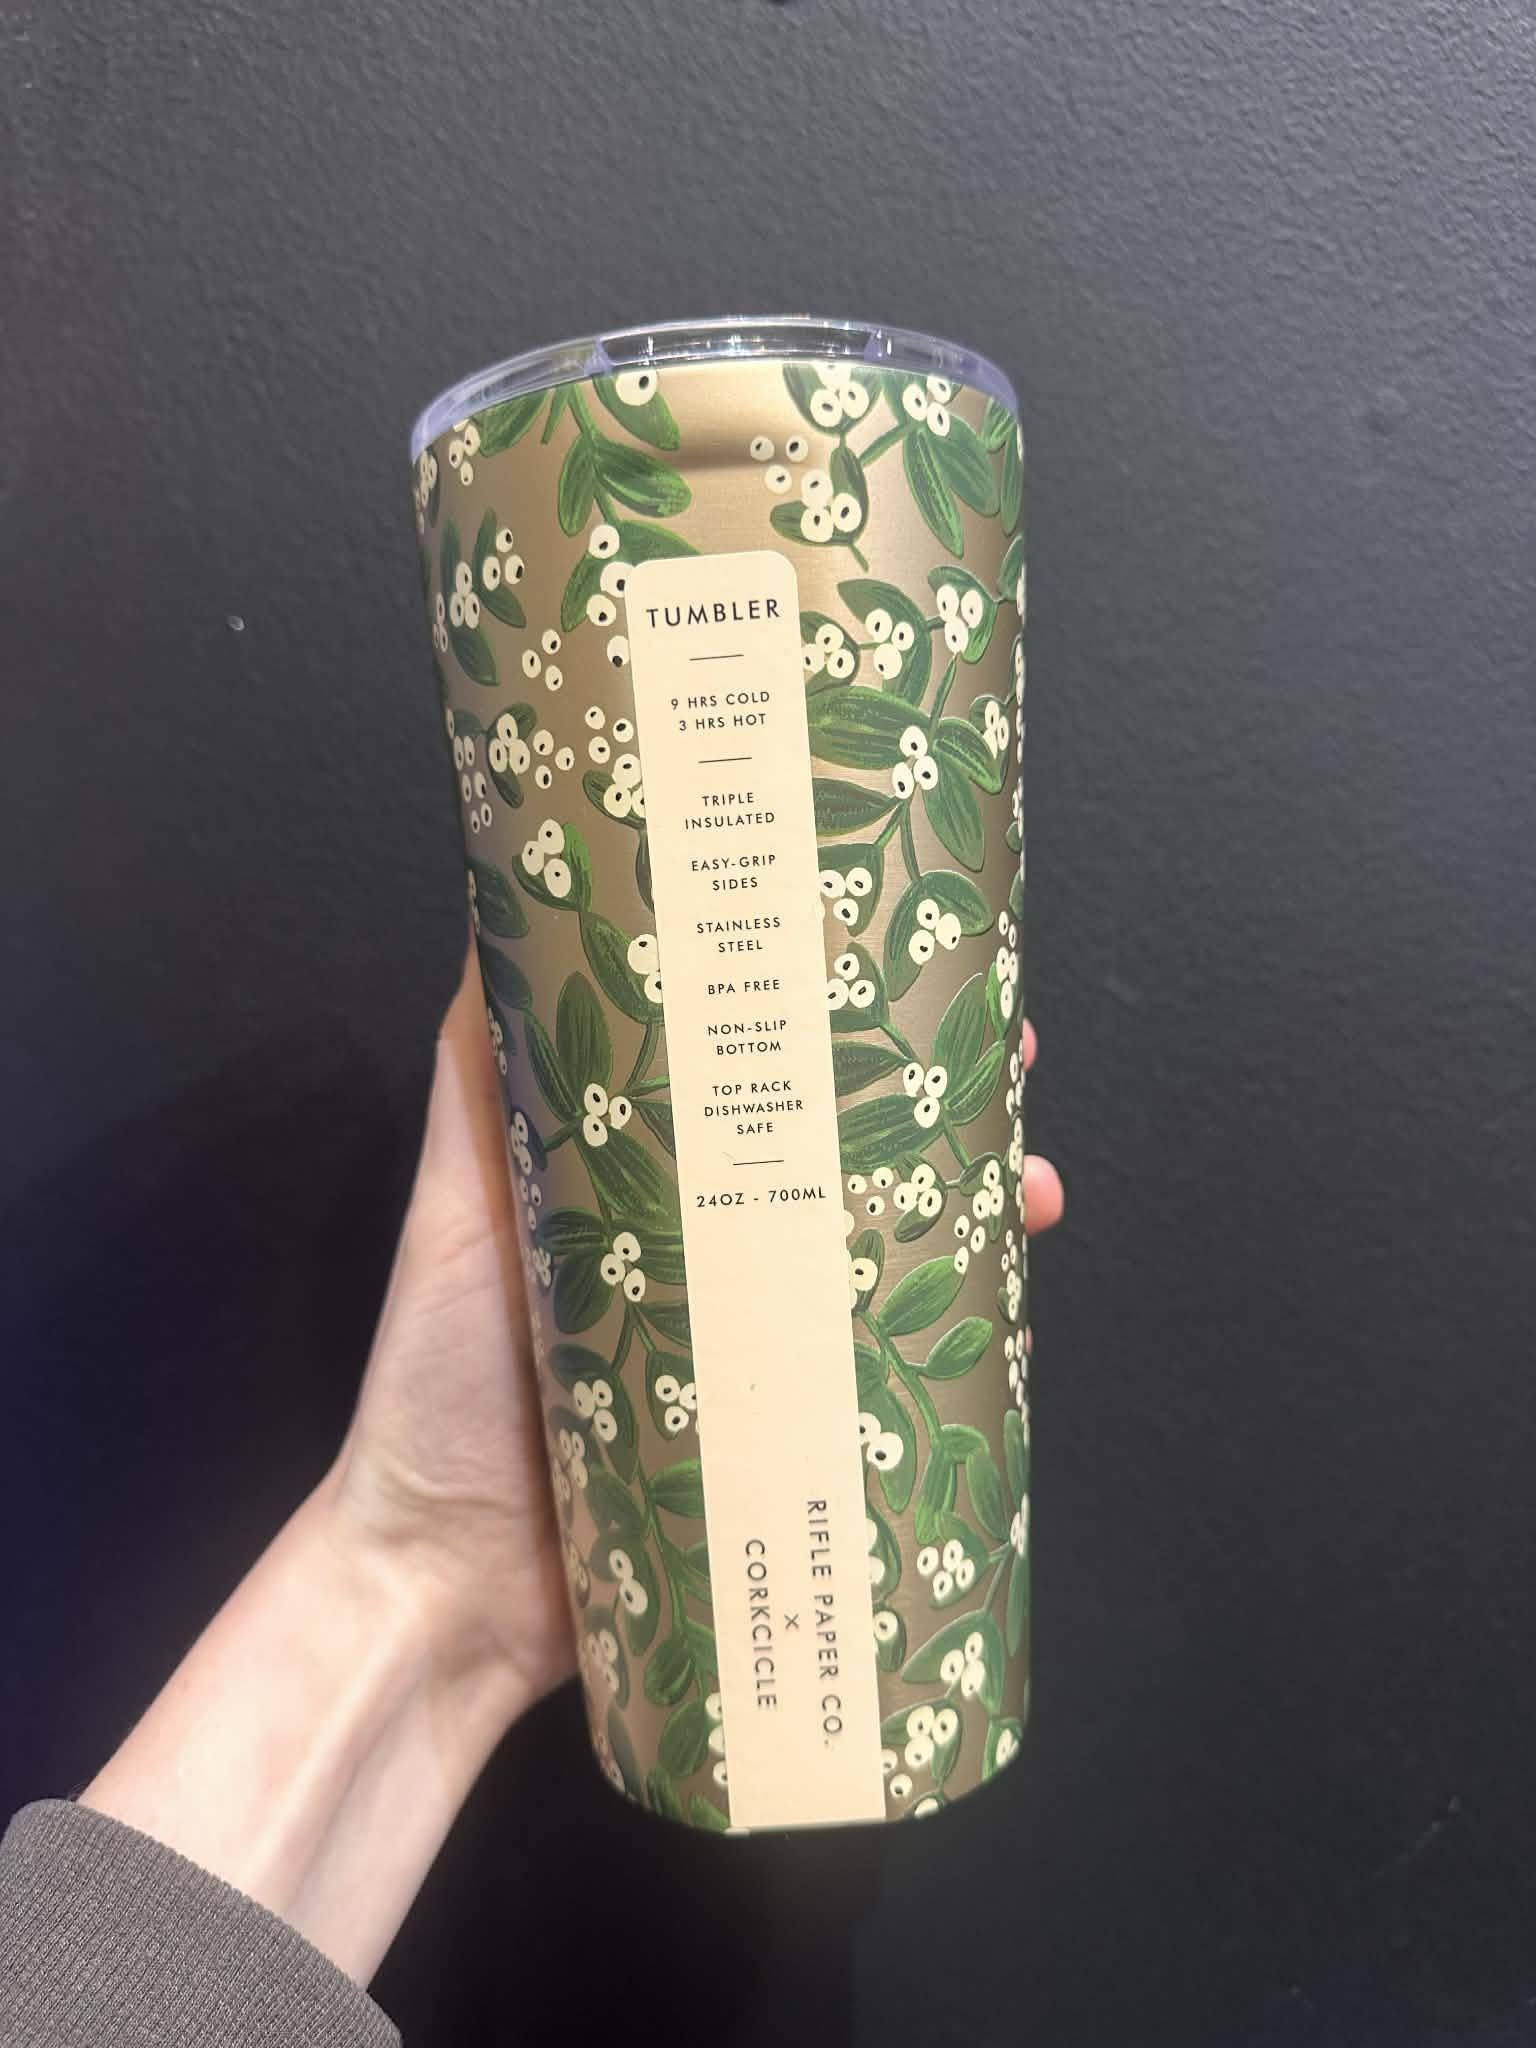 TUMBLER
9 HRS COLD
3 HRS HOT
TRIPLE
INSULATED
EASY-GRIP
SIDES
STAINLESS
STEEL
BPA FREE
NON-SLIP
BOTTOM
TOP RACK
DISHWASHER
SAFE
24OZ - 700ML
RIFLE PAPER CO.
×
CORKCICLE